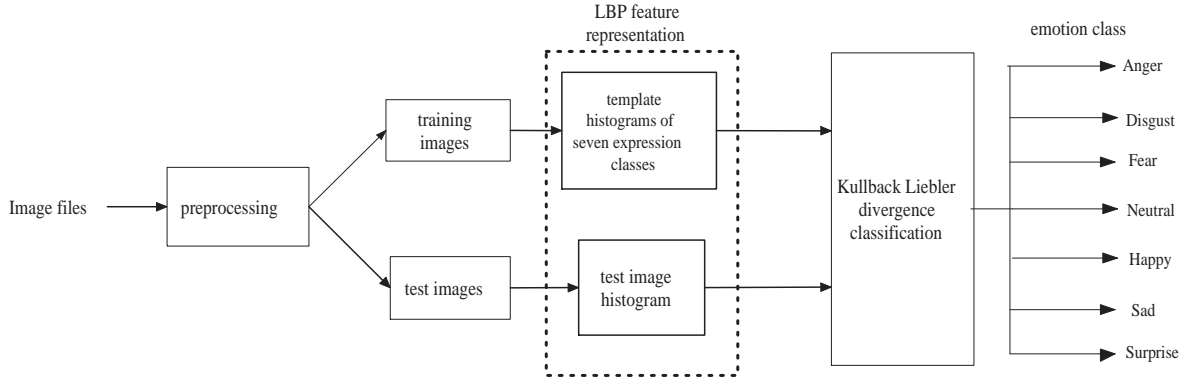 LBP feature
representation
emotion class
Image files
preprocessing
training
images
test images
template
histograms of
seven expression
classes
test image
histogram
Kullback Liebler
divergence
classification
Anger
Disgust
Fear
Neutral
Happy
Sad
Surprise